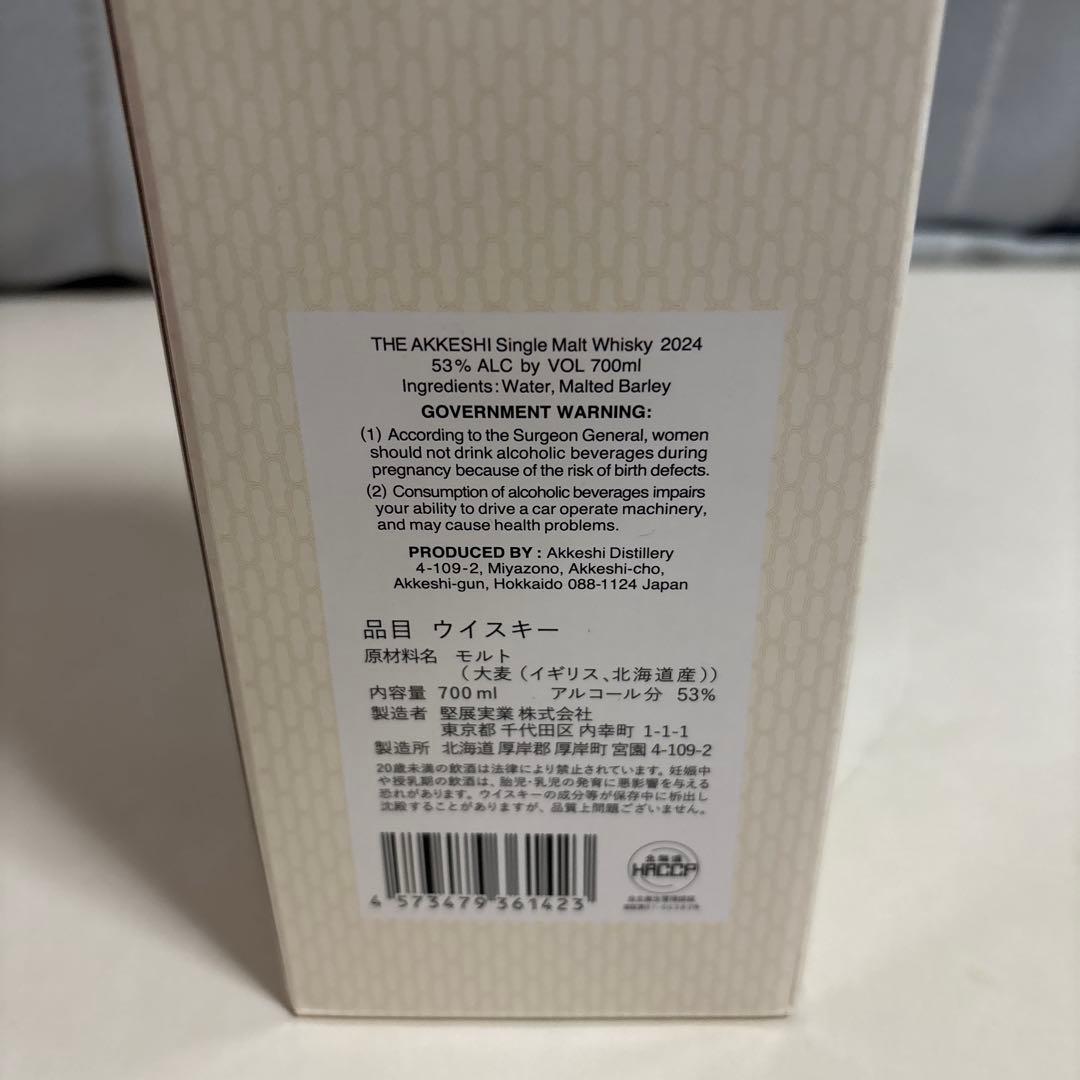 THE AKKESHI Single Malt Whisky 2024
53% ALC by VOL 700ml
Ingredients: Water, Malted Barley
GOVERNMENT WARNING:
(1) According to the Surgeon General, women
should not drink alcoholic beverages during
pregnancy because of the risk of birth defects.
(2) Consumption of alcoholic beverages impairs
your ability to drive a car operate machinery,
and may cause health problems.
PRODUCED BY : Akkeshi Distillery
4-109-2, Miyazono, Akkeshi-cho,
Akkeshi-gun, Hokkaido 088-1124 Japan
品目 ウイスキー
原材料名 モルト
(大麦(イギリス、北海道産))
内容量 700ml アルコール分 53%
製造者 堅展実業 株式会社
東京都 千代田区 内幸町 1-1-1
製造所 北海道 厚岸郡 厚岸町 宮園 4-109-2
20歳未満の飲酒は法律により禁止されています。妊娠中
や授乳期の飲酒は、胎児・乳児の発育に悪影響を与える
恐れがあります。ウイスキーの成分等が保存中に析出し
沈殿することがありますが、品質上問題ございません。
4 573479 361423
北海道
HACCP